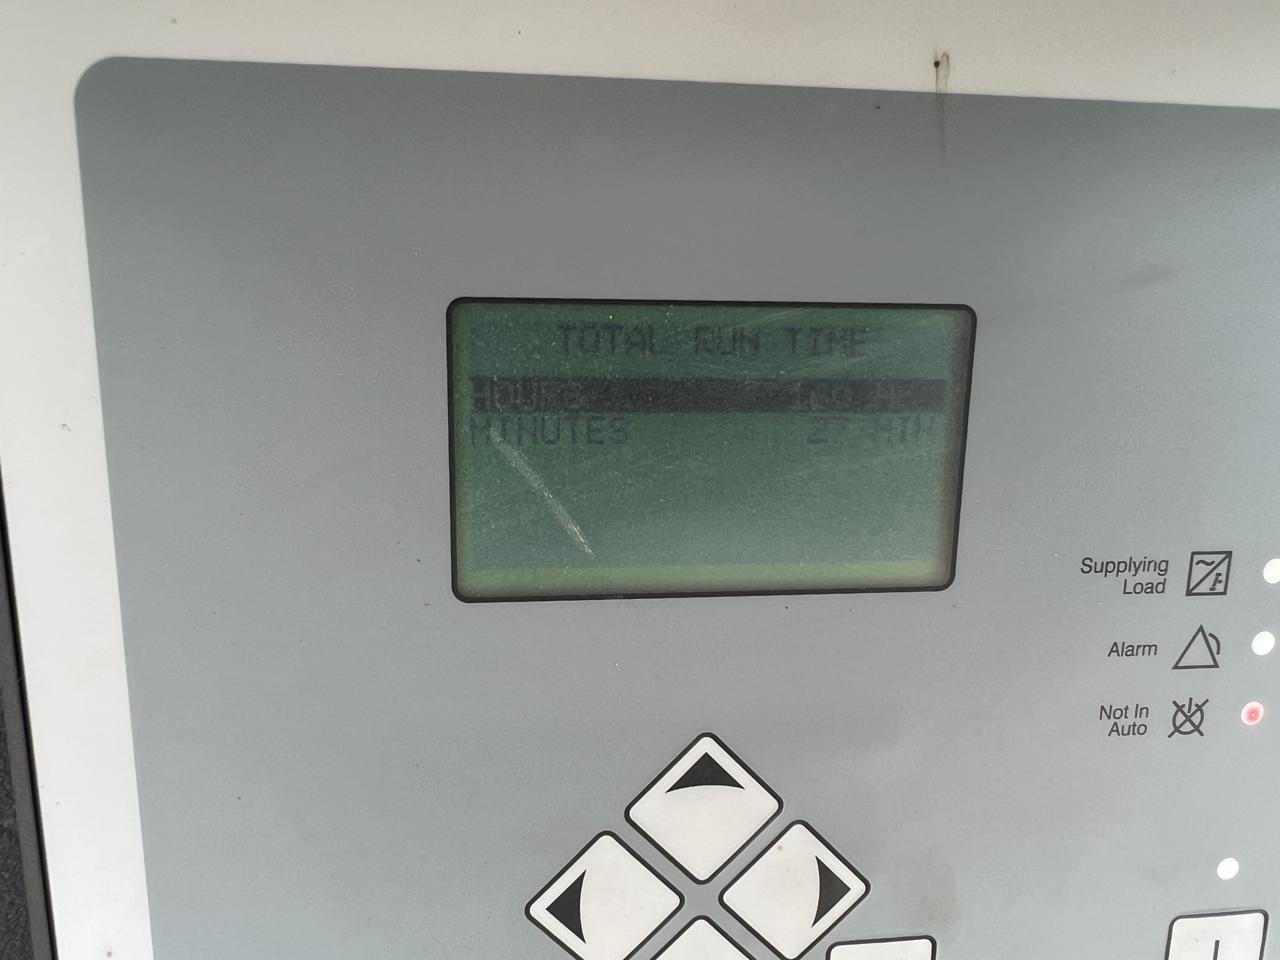 TOTAL RUN TIME
HOURS
MINUTES 27 MIN
Supplying
Load
Alarm
Not In
Auto